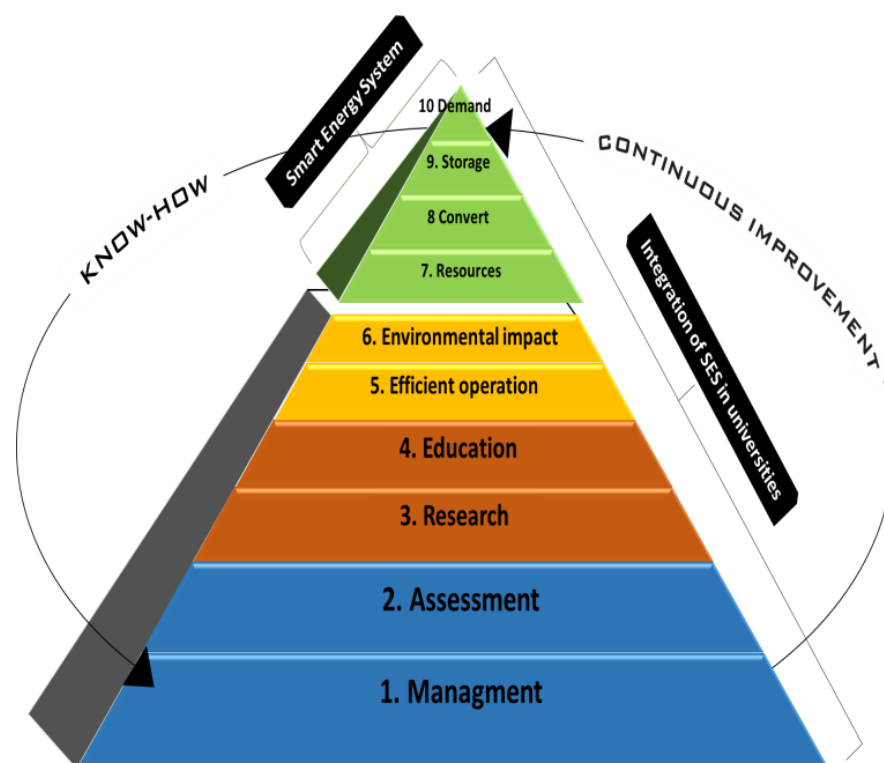 Smart Energy System
KNOW-HOW
CONTINUOUS IMPROVEMENT
Integration of SES in universities
10 Demand
9. Storage
8 Convert
7. Resources
6. Environmental impact
5. Efficient operation
4. Education
3. Research
2. Assessment
1. Managment